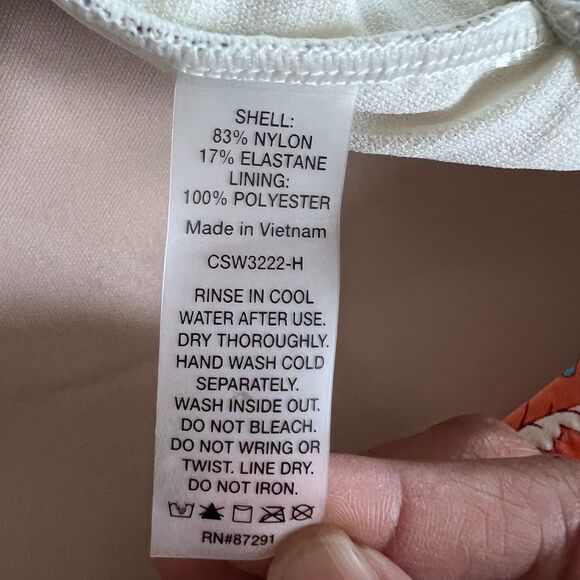 SHELL:
83% NYLON
17% ELASTANE
LINING:
100% POLYESTER
Made in Vietnam
CSW3222-H
RINSE IN COOL
WATER AFTER USE.
DRY THOROUGHLY.
HAND WASH COLD
SEPARATELY.
WASH INSIDE OUT.
DO NOT BLEACH.
DO NOT WRING OR
TWIST. LINE DRY.
DO NOT IRON.
RN#87291